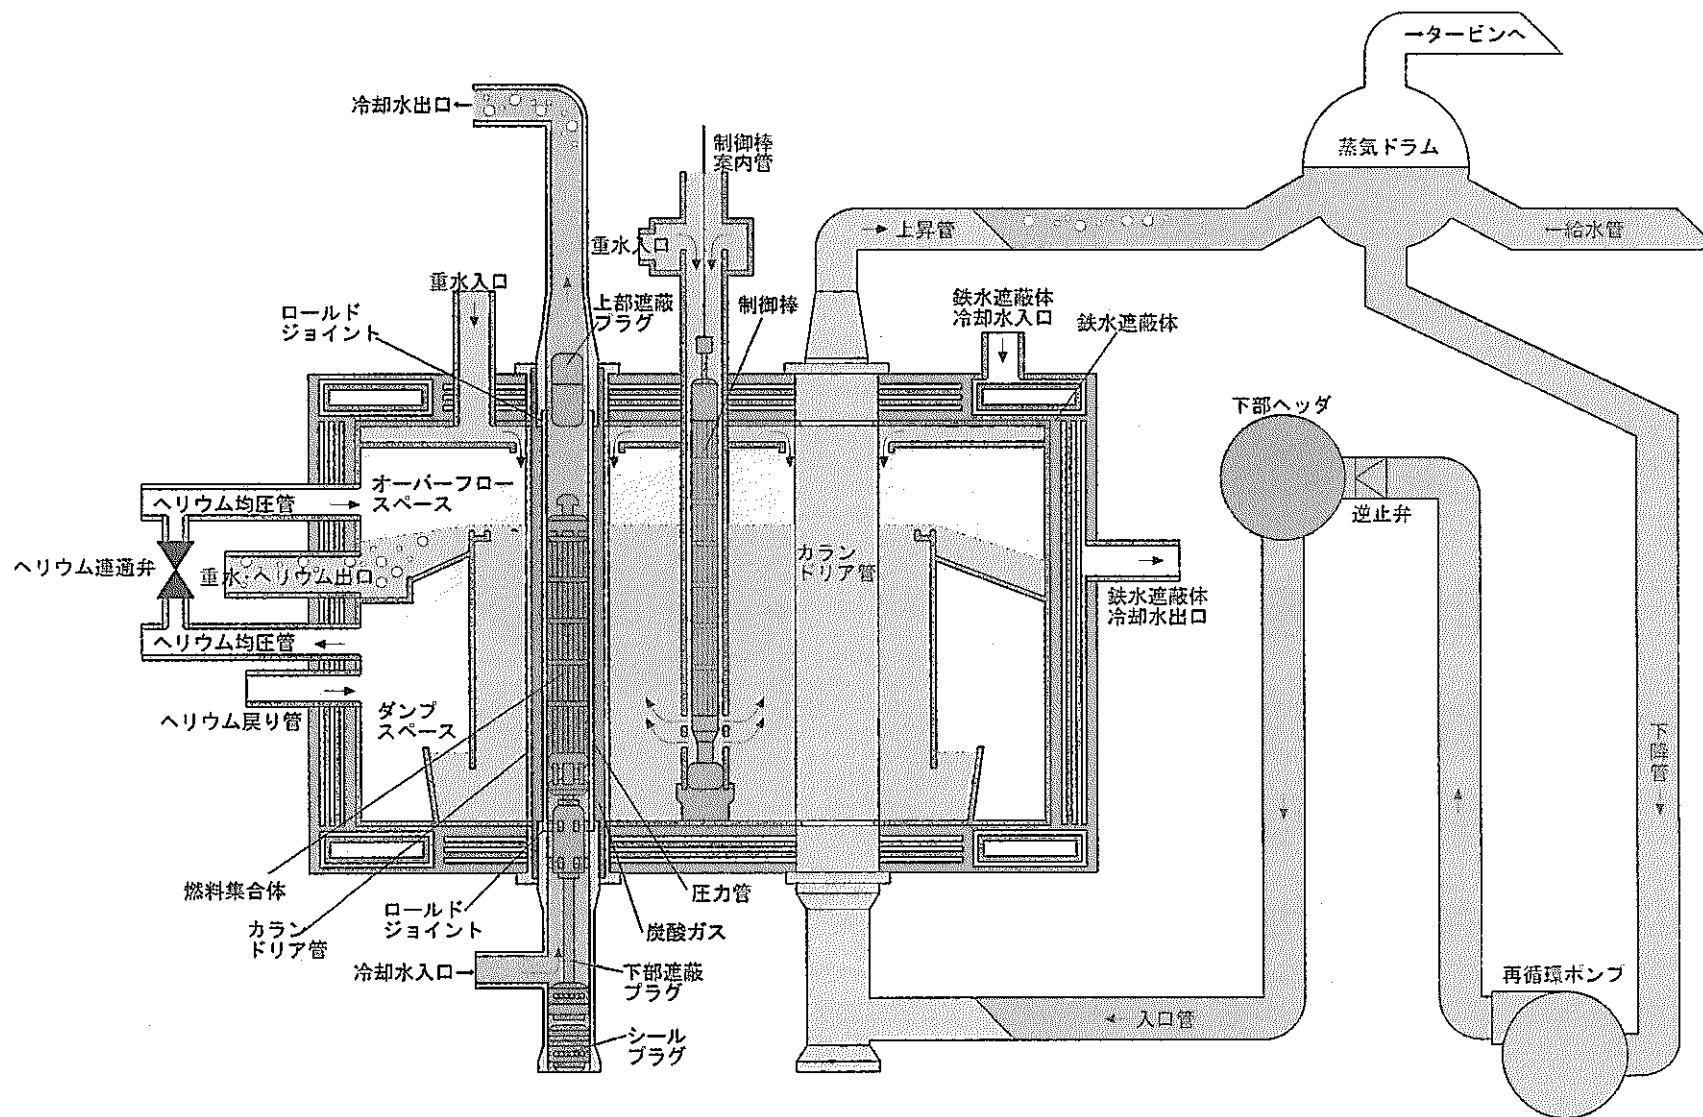 →タービンへ
冷却水出口←
制御棒
案内管
蒸気ドラム
重水入口
→上昇管
←給水管
重水入口
ロールド
ジョイント
上部遮蔽
プラグ
制御棒
鉄水遮蔽体
冷却水入口
鉄水遮蔽体
下部ヘッダ
オーバーフロー
スペース
ヘリウム均圧管
逆止弁
ヘリウム連通弁
重水・ヘリウム出口
カラン
ドリア管
鉄水遮蔽体
冷却水出口
ヘリウム均圧管
ヘリウム戻り管
ダンプ
スペース
下降管
燃料集合体
カラン
ドリア管
ロールド
ジョイント
圧力管
炭酸ガス
冷却水入口→
下部遮蔽
プラグ
再循環ポンプ
入口管
シール
プラグ